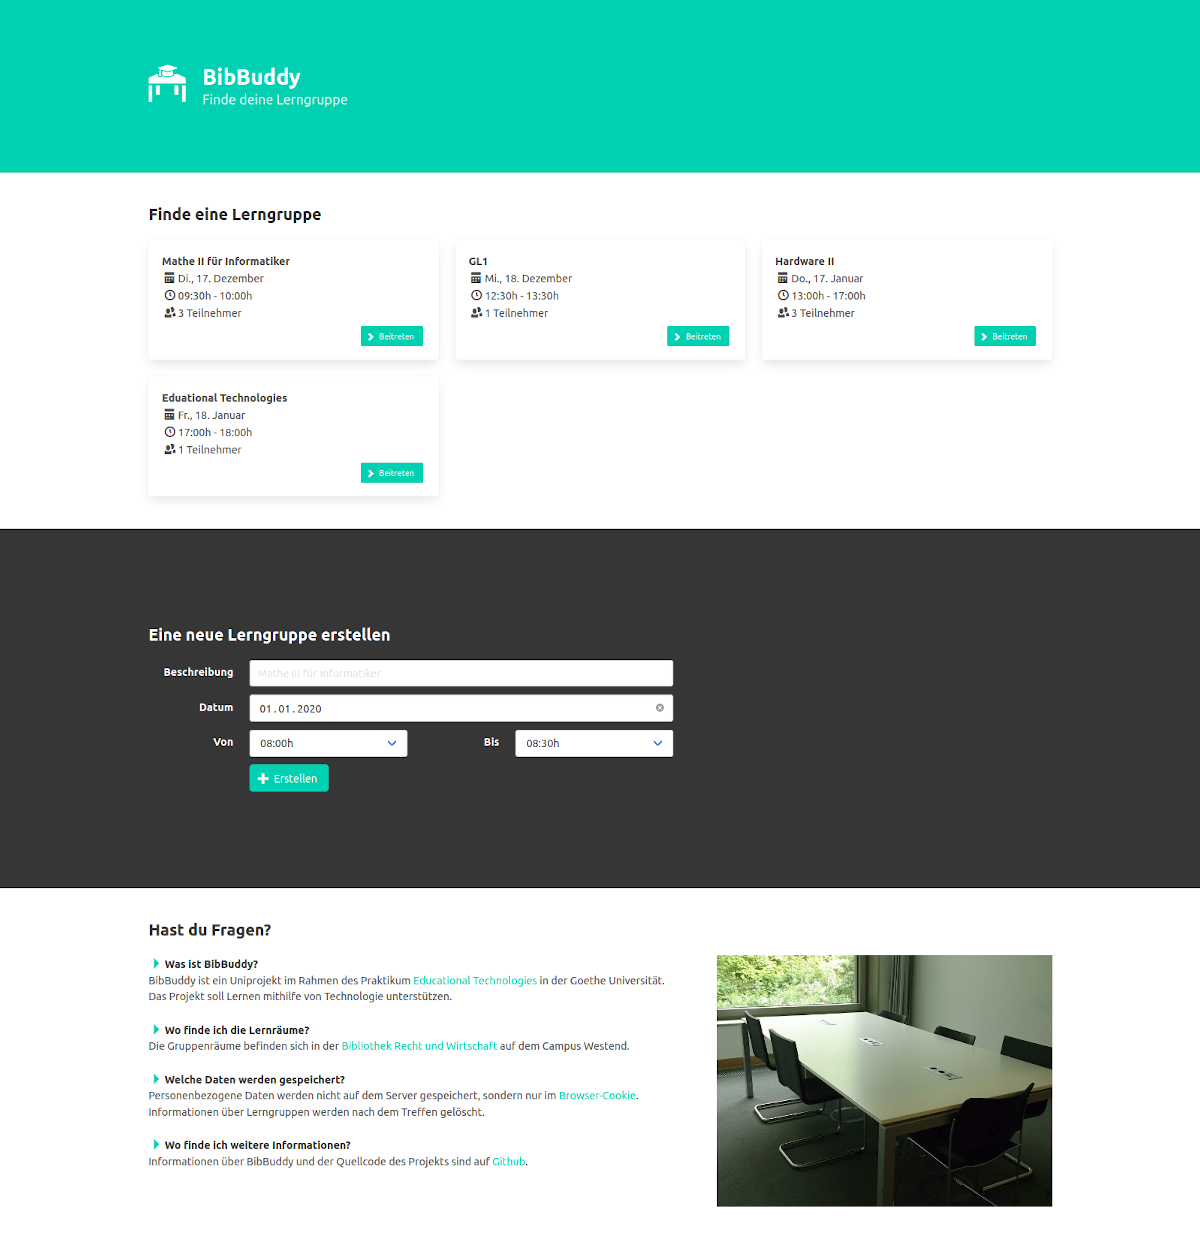 BibBuddy
Finde deine Lerngruppe
Finde eine Lerngruppe
Mathe II für Informatiker
Di., 17. Dezember
09:30h - 10:00h
3 Teilnehmer
Beitreten
GL1
Mi., 18. Dezember
12:30h - 13:30h
1 Teilnehmer
Beitreten
Hardware II
Do., 17. Januar
13:00h - 17:00h
3 Teilnehmer
Beitreten
Eduational Technologies
Fr., 18. Januar
17:00h - 18:00h
1 Teilnehmer
Beitreten
Eine neue Lerngruppe erstellen
Beschreibung Mathe III für Informatiker
Datum 01.01.2020
Von 08:00h Bis 08:30h
Erstellen
Hast du Fragen?
Was ist BibBuddy?
BibBuddy ist ein Uniprojekt im Rahmen des Praktikum Educational Technologies in der Goethe Universität.
Das Projekt soll Lernen mithilfe von Technologie unterstützen.
Wo finde ich die Lernräume?
Die Gruppenräume befinden sich in der Bibliothek Recht und Wirtschaft auf dem Campus Westend.
Welche Daten werden gespeichert?
Personenbezogene Daten werden nicht auf dem Server gespeichert, sondern nur im Browser-Cookie.
Informationen über Lerngruppen werden nach dem Treffen gelöscht.
Wo finde ich weitere Informationen?
Informationen über BibBuddy und der Quellcode des Projekts sind auf Github.